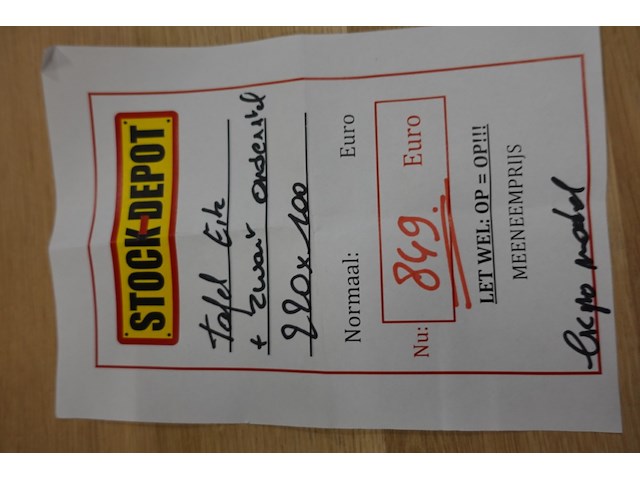 STOCK-DEPOT
Tafel Eik
+ zwart onderstel
220 x 100
Normaal: Euro
Nu: 849. Euro
LET WEL: OP = OP!!!
MEENEEMPRIJS
Expo model